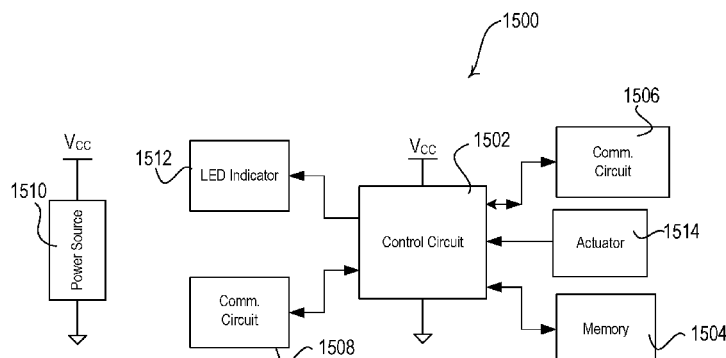 1500
1506
1502
Vcc
Vcc
1512
LED Indicator
Comm.
Circuit
1510
Power Source
Control Circuit
Actuator
1514
Comm.
Circuit
Memory
1508
1504